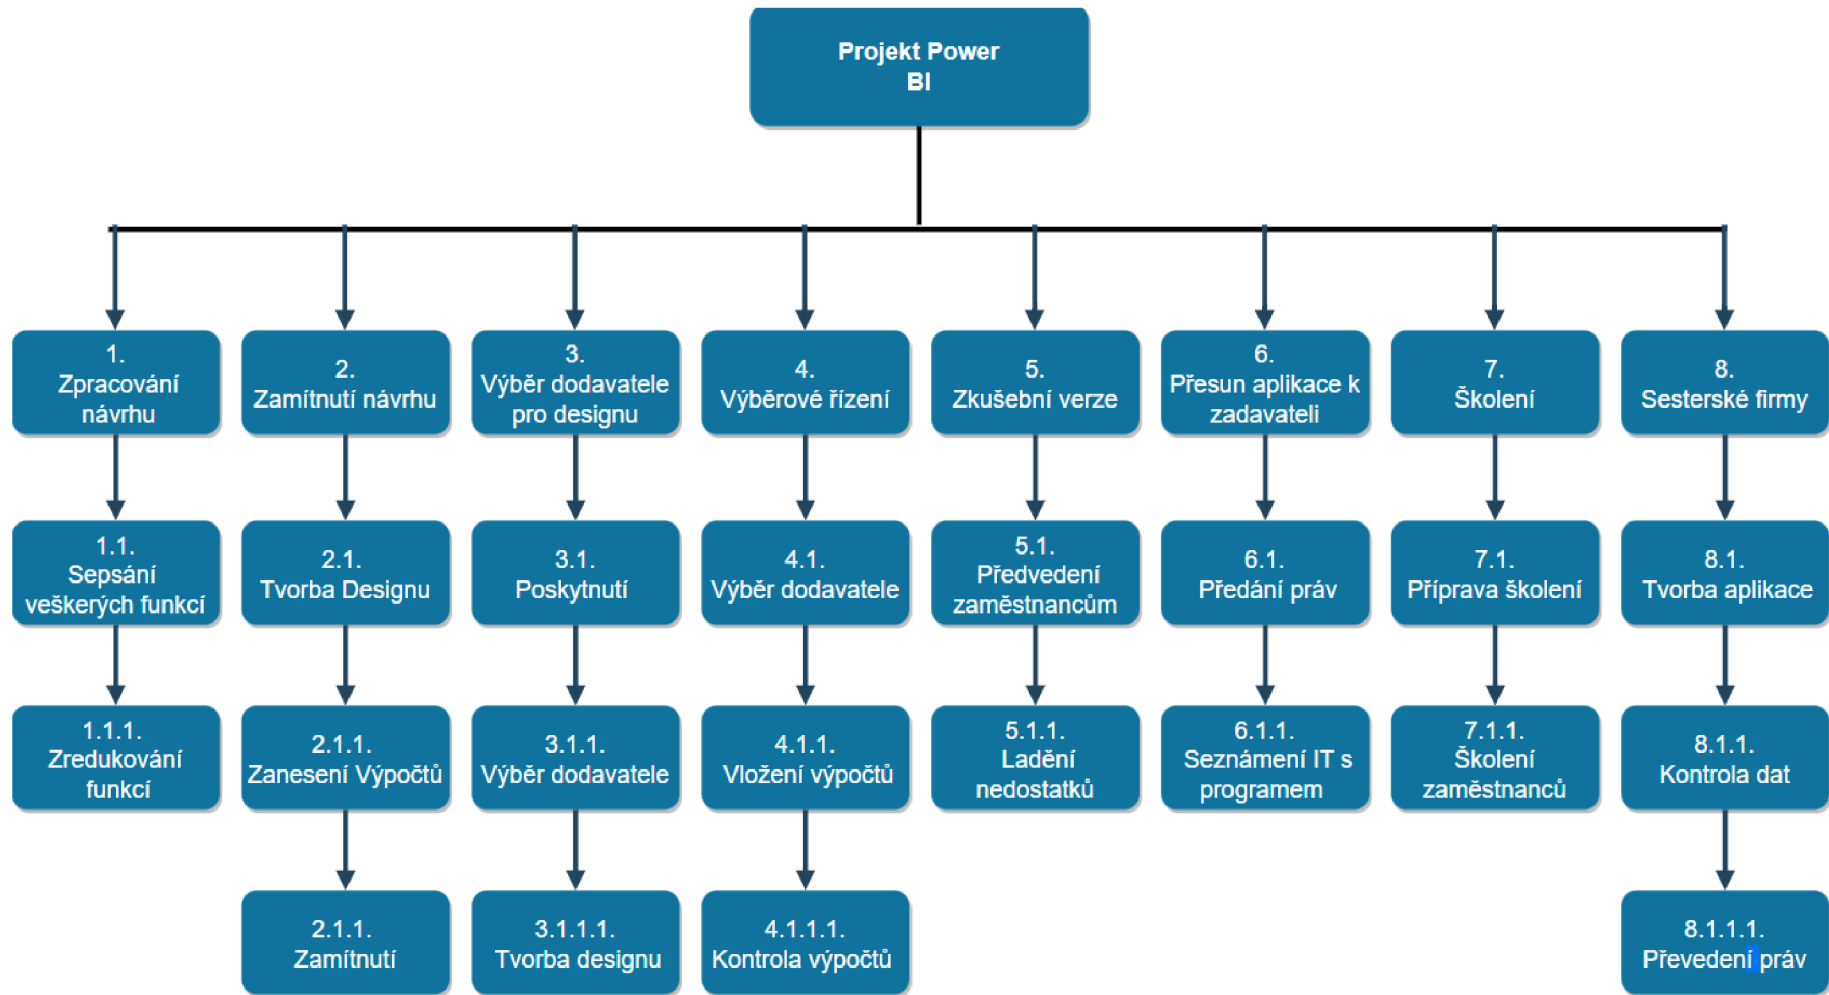 Projekt Power
BI
1.
Zpracování
návrhu
2.
Zamítnutí návrhu
3.
Výběr dodavatele
pro designu
4.
Výběrové řízení
5.
Zkušební verze
6.
Přesun aplikace k
zadavateli
7.
Školení
8.
Sesterské firmy
1.1.
Sepsání
veškerých funkcí
2.1.
Tvorba Designu
3.1.
Poskytnutí
4.1.
Výběr dodavatele
5.1.
Předvedení
zaměstnancům
6.1.
Předání práv
7.1.
Příprava školení
8.1.
Tvorba aplikace
1.1.1.
Zredukování
funkcí
2.1.1.
Zanesení Výpočtů
3.1.1.
Výběr dodavatele
4.1.1.
Vložení výpočtů
5.1.1.
Ladění
nedostatků
6.1.1.
Seznámení IT s
programem
7.1.1.
Školení
zaměstnanců
8.1.1.
Kontrola dat
2.1.1.
Zamítnutí
3.1.1.1.
Tvorba designu
4.1.1.1.
Kontrola výpočtů
8.1.1.1.
Převedení práv